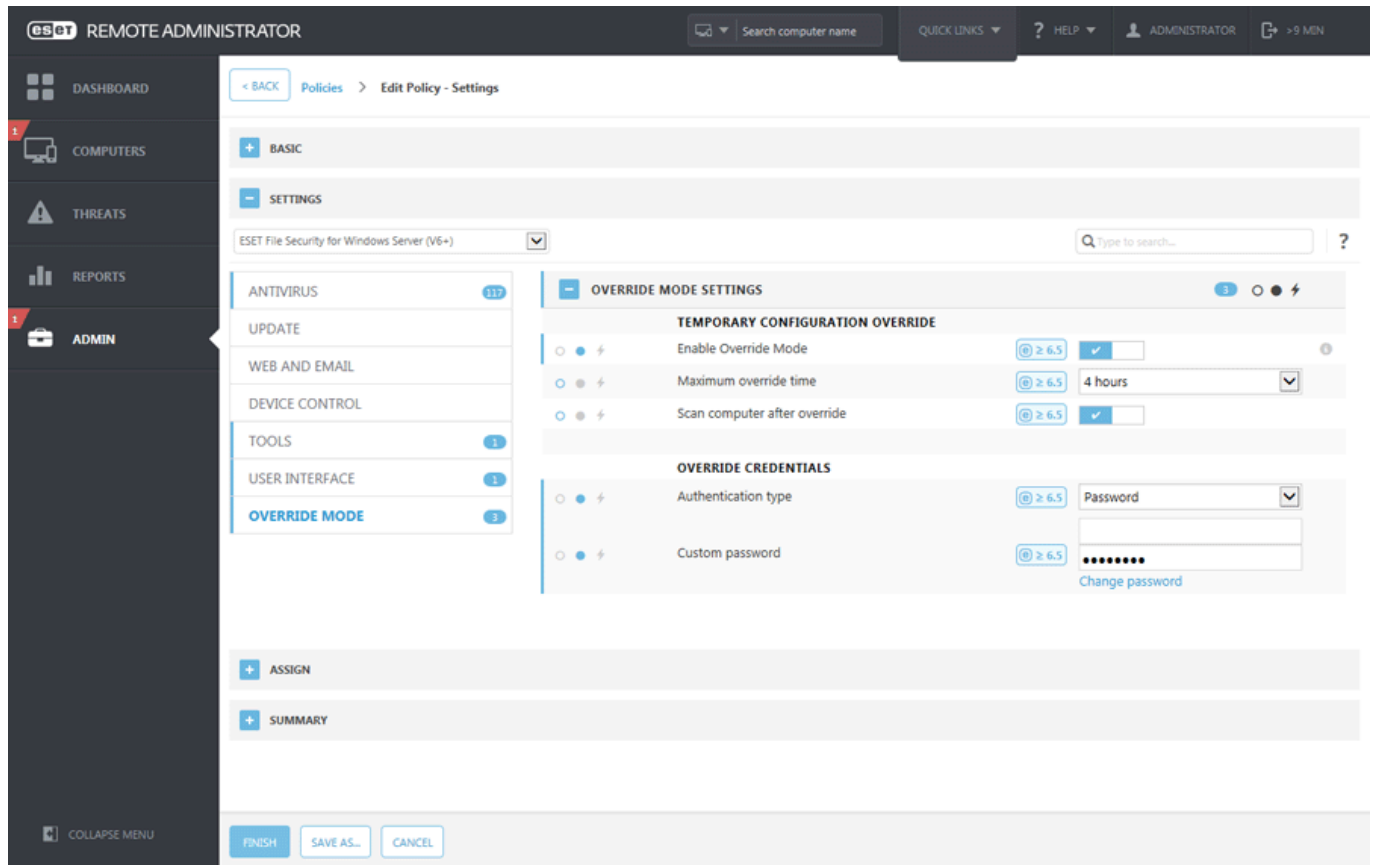 eset REMOTE ADMINISTRATOR
Search computer name
QUICK LINKS
? HELP
ADMINISTRATOR
>9 MIN
DASHBOARD
1
COMPUTERS
THREATS
REPORTS
1
ADMIN
COLLAPSE MENU
< BACK Policies > Edit Policy - Settings
+ BASIC
− SETTINGS
ESET File Security for Windows Server (V6+)
Type to search...
?
ANTIVIRUS 117
UPDATE
WEB AND EMAIL
DEVICE CONTROL
TOOLS 1
USER INTERFACE 1
OVERRIDE MODE 3
− OVERRIDE MODE SETTINGS 3
TEMPORARY CONFIGURATION OVERRIDE
Enable Override Mode e ≥ 6.5
Maximum override time e ≥ 6.5 4 hours
Scan computer after override e ≥ 6.5
OVERRIDE CREDENTIALS
Authentication type e ≥ 6.5 Password
Custom password e ≥ 6.5 ••••••••
Change password
+ ASSIGN
+ SUMMARY
FINISH SAVE AS... CANCEL